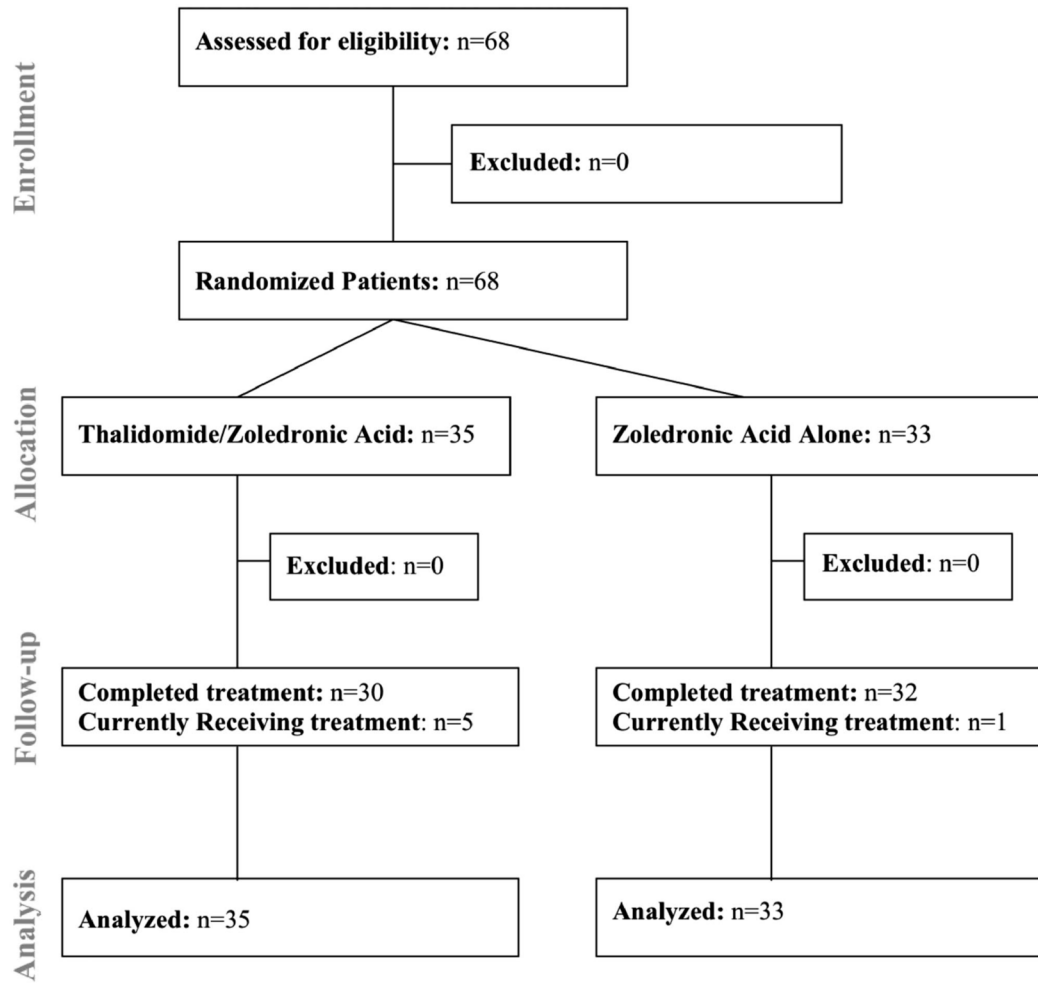 Enrollment
Assessed for eligibility: n=68
Excluded: n=0
Randomized Patients: n=68
Allocation
Thalidomide/Zoledronic Acid: n=35
Zoledronic Acid Alone: n=33
Excluded: n=0
Excluded: n=0
Follow-up
Completed treatment: n=30
Currently Receiving treatment: n=5
Completed treatment: n=32
Currently Receiving treatment: n=1
Analysis
Analyzed: n=35
Analyzed: n=33